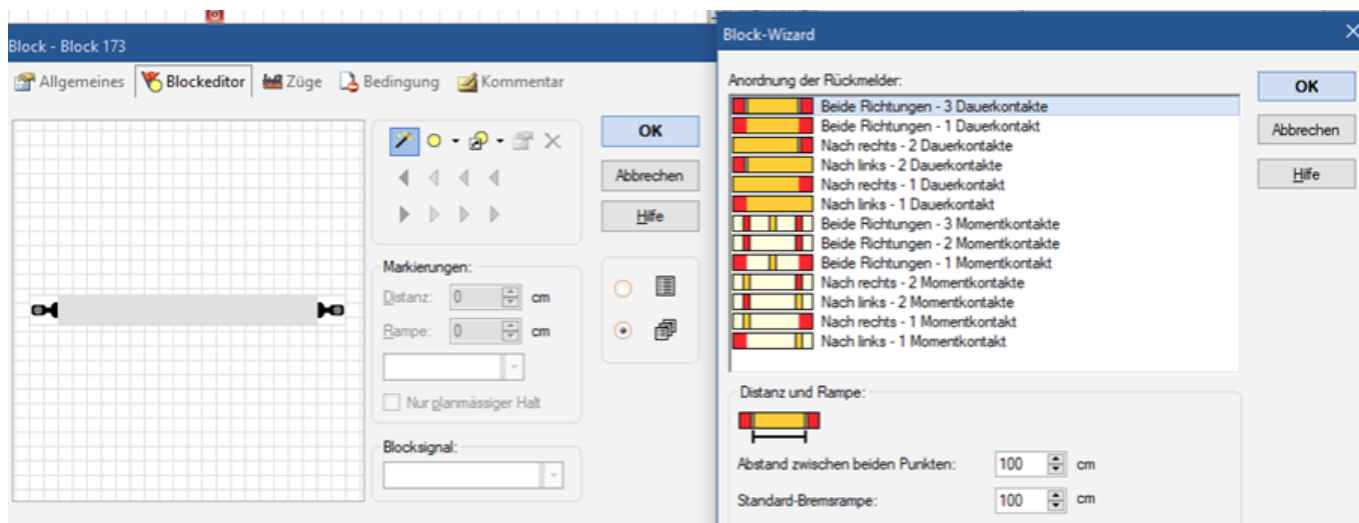 Block - Block 173
Allgemeines Blockeditor Züge Bedingung Kommentar
OK
Abbrechen
Hilfe
Markierungen:
Distanz: 0 cm
Rampe: 0 cm
Nur planmässiger Halt
Blocksignal:
Block-Wizard
Anordnung der Rückmelder:
Beide Richtungen - 3 Dauerkontakte
Beide Richtungen - 1 Dauerkontakt
Nach rechts - 2 Dauerkontakte
Nach links - 2 Dauerkontakte
Nach rechts - 1 Dauerkontakt
Nach links - 1 Dauerkontakt
Beide Richtungen - 3 Momentkontakte
Beide Richtungen - 2 Momentkontakte
Beide Richtungen - 1 Momentkontakt
Nach rechts - 2 Momentkontakte
Nach links - 2 Momentkontakte
Nach rechts - 1 Momentkontakt
Nach links - 1 Momentkontakt
OK
Abbrechen
Hilfe
Distanz und Rampe:
Abstand zwischen beiden Punkten: 100 cm
Standard-Bremsrampe: 100 cm